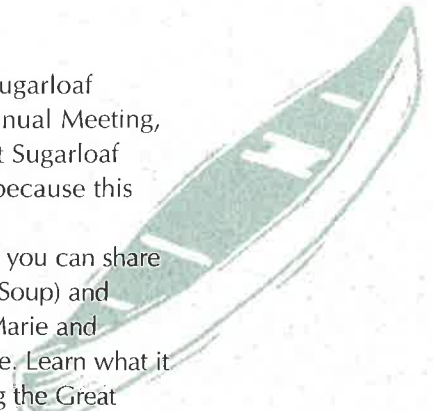 ugarloaf
nual Meeting,
t Sugarloaf
because this
you can share
Soup) and
Marie and
e. Learn what it
g the Great